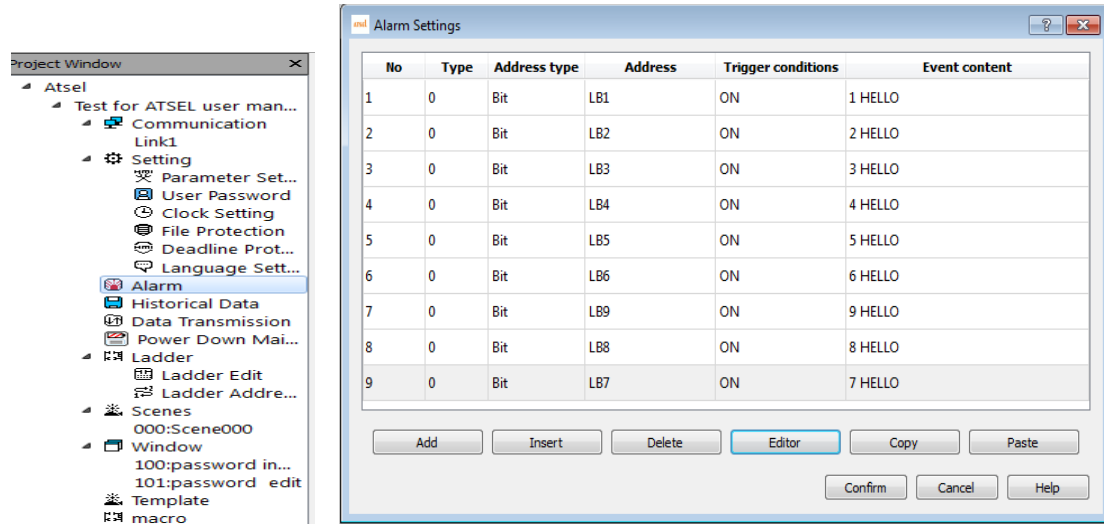 Project Window
Atsel
Test for ATSEL user man...
Communication
Link1
Setting
Parameter Set...
User Password
Clock Setting
File Protection
Deadline Prot...
Language Sett...
Alarm
Historical Data
Data Transmission
Power Down Mai...
Ladder
Ladder Edit
Ladder Addre...
Scenes
000:Scene000
Window
100:password in...
101:password edit
Template
macro
Alarm Settings
No Type Address type Address Trigger conditions Event content
1 0 Bit LB1 ON 1 HELLO
2 0 Bit LB2 ON 2 HELLO
3 0 Bit LB3 ON 3 HELLO
4 0 Bit LB4 ON 4 HELLO
5 0 Bit LB5 ON 5 HELLO
6 0 Bit LB6 ON 6 HELLO
7 0 Bit LB9 ON 9 HELLO
8 0 Bit LB8 ON 8 HELLO
9 0 Bit LB7 ON 7 HELLO
Add Insert Delete Editor Copy Paste
Confirm Cancel Help